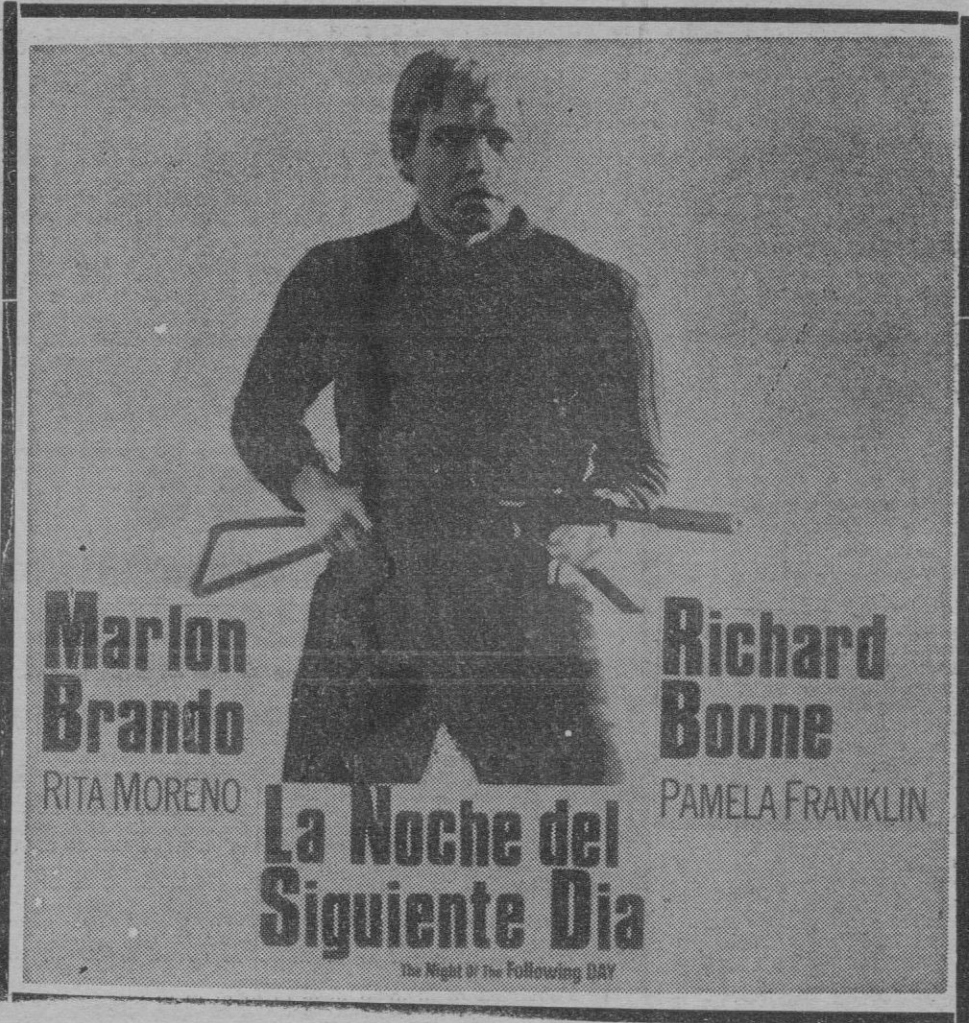 Marlon
Brando
RITA MORENO
Richard
Boone
PAMELA FRANKLIN
La Noche del
Siguiente Dia
The Night Of The Following DAY